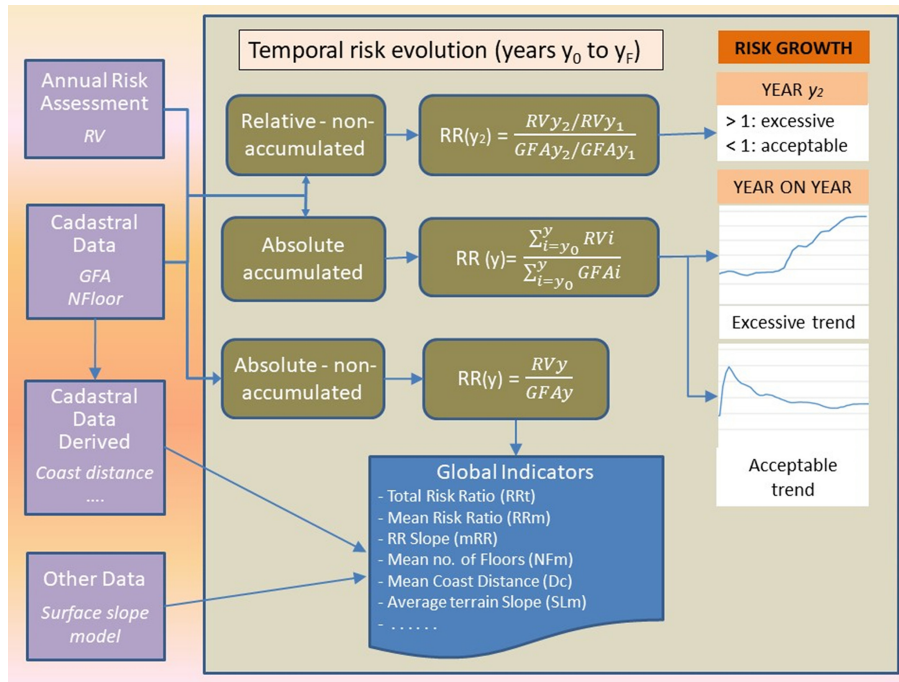 Temporal risk evolution (years y₀ to y_F)
RISK GROWTH
Annual Risk
Assessment
RV
Cadastral Data
GFA
NFloor
Cadastral
Data
Derived
Coast distance
....
Other Data
Surface slope
model
Relative - non-
accumulated
RR(y₂) = (RVy₂/RVy₁)/(GFAy₂/GFAy₁)
Absolute
accumulated
RR (y)= (∑_{i=y₀}^{y} RVi)/(∑_{i=y₀}^{y} GFAi)
Absolute - non-
accumulated
RR(y) = RVy/GFAy
Global Indicators
- Total Risk Ratio (RRt)
- Mean Risk Ratio (RRm)
- RR Slope (mRR)
- Mean no. of Floors (NFm)
- Mean Coast Distance (Dc)
- Average terrain Slope (SLm)
- ......
YEAR y₂
> 1: excessive
< 1: acceptable
YEAR ON YEAR
Excessive trend
Acceptable
trend